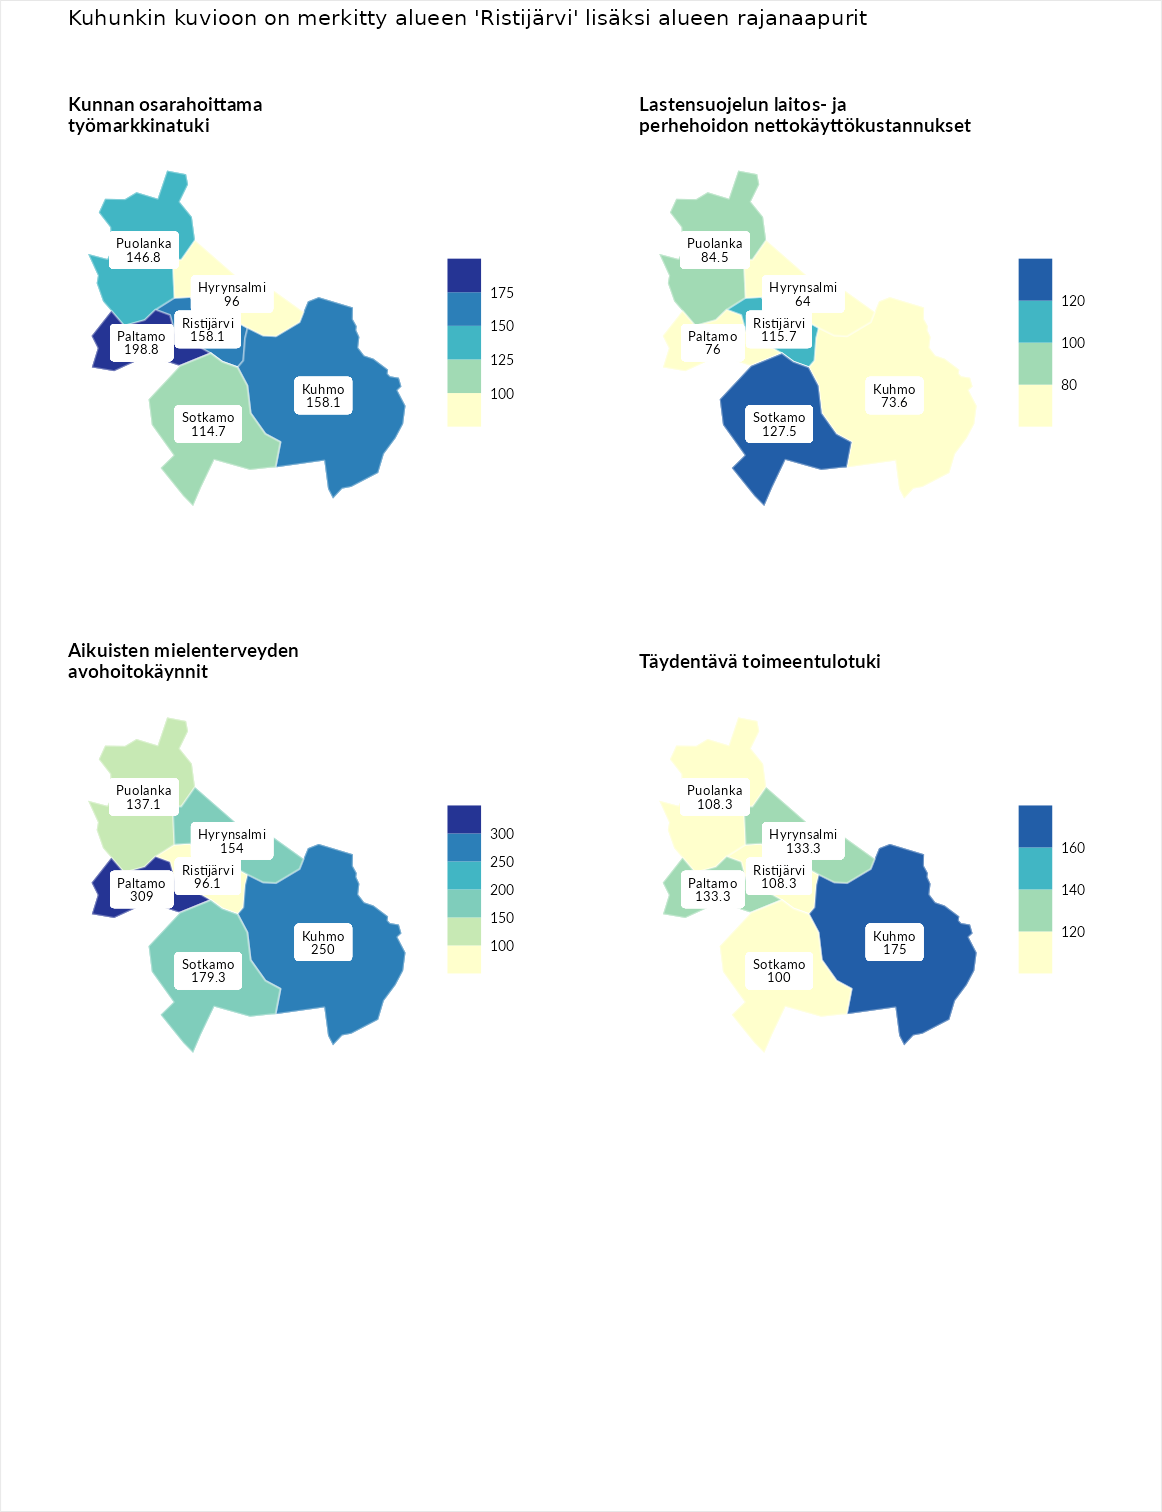 Kuhunkin kuvioon on merkitty alueen 'Ristijärvi' lisäksi alueen rajanaapurit
Kunnan osarahoittama
työmarkkinatuki
Puolanka
146.8
Hyrynsalmi
96
Ristijärvi
158.1
Paltamo
198.8
Kuhmo
158.1
Sotkamo
114.7
175
150
125
100
Lastensuojelun laitos- ja
perhehoidon nettokäyttökustannukset
Puolanka
84.5
Hyrynsalmi
64
Ristijärvi
115.7
Paltamo
76
Kuhmo
73.6
Sotkamo
127.5
120
100
80
Aikuisten mielenterveyden
avohoitokäynnit
Puolanka
137.1
Hyrynsalmi
154
Ristijärvi
96.1
Paltamo
309
Kuhmo
250
Sotkamo
179.3
300
250
200
150
100
Täydentävä toimeentulotuki
Puolanka
108.3
Hyrynsalmi
133.3
Ristijärvi
108.3
Paltamo
133.3
Kuhmo
175
Sotkamo
100
160
140
120